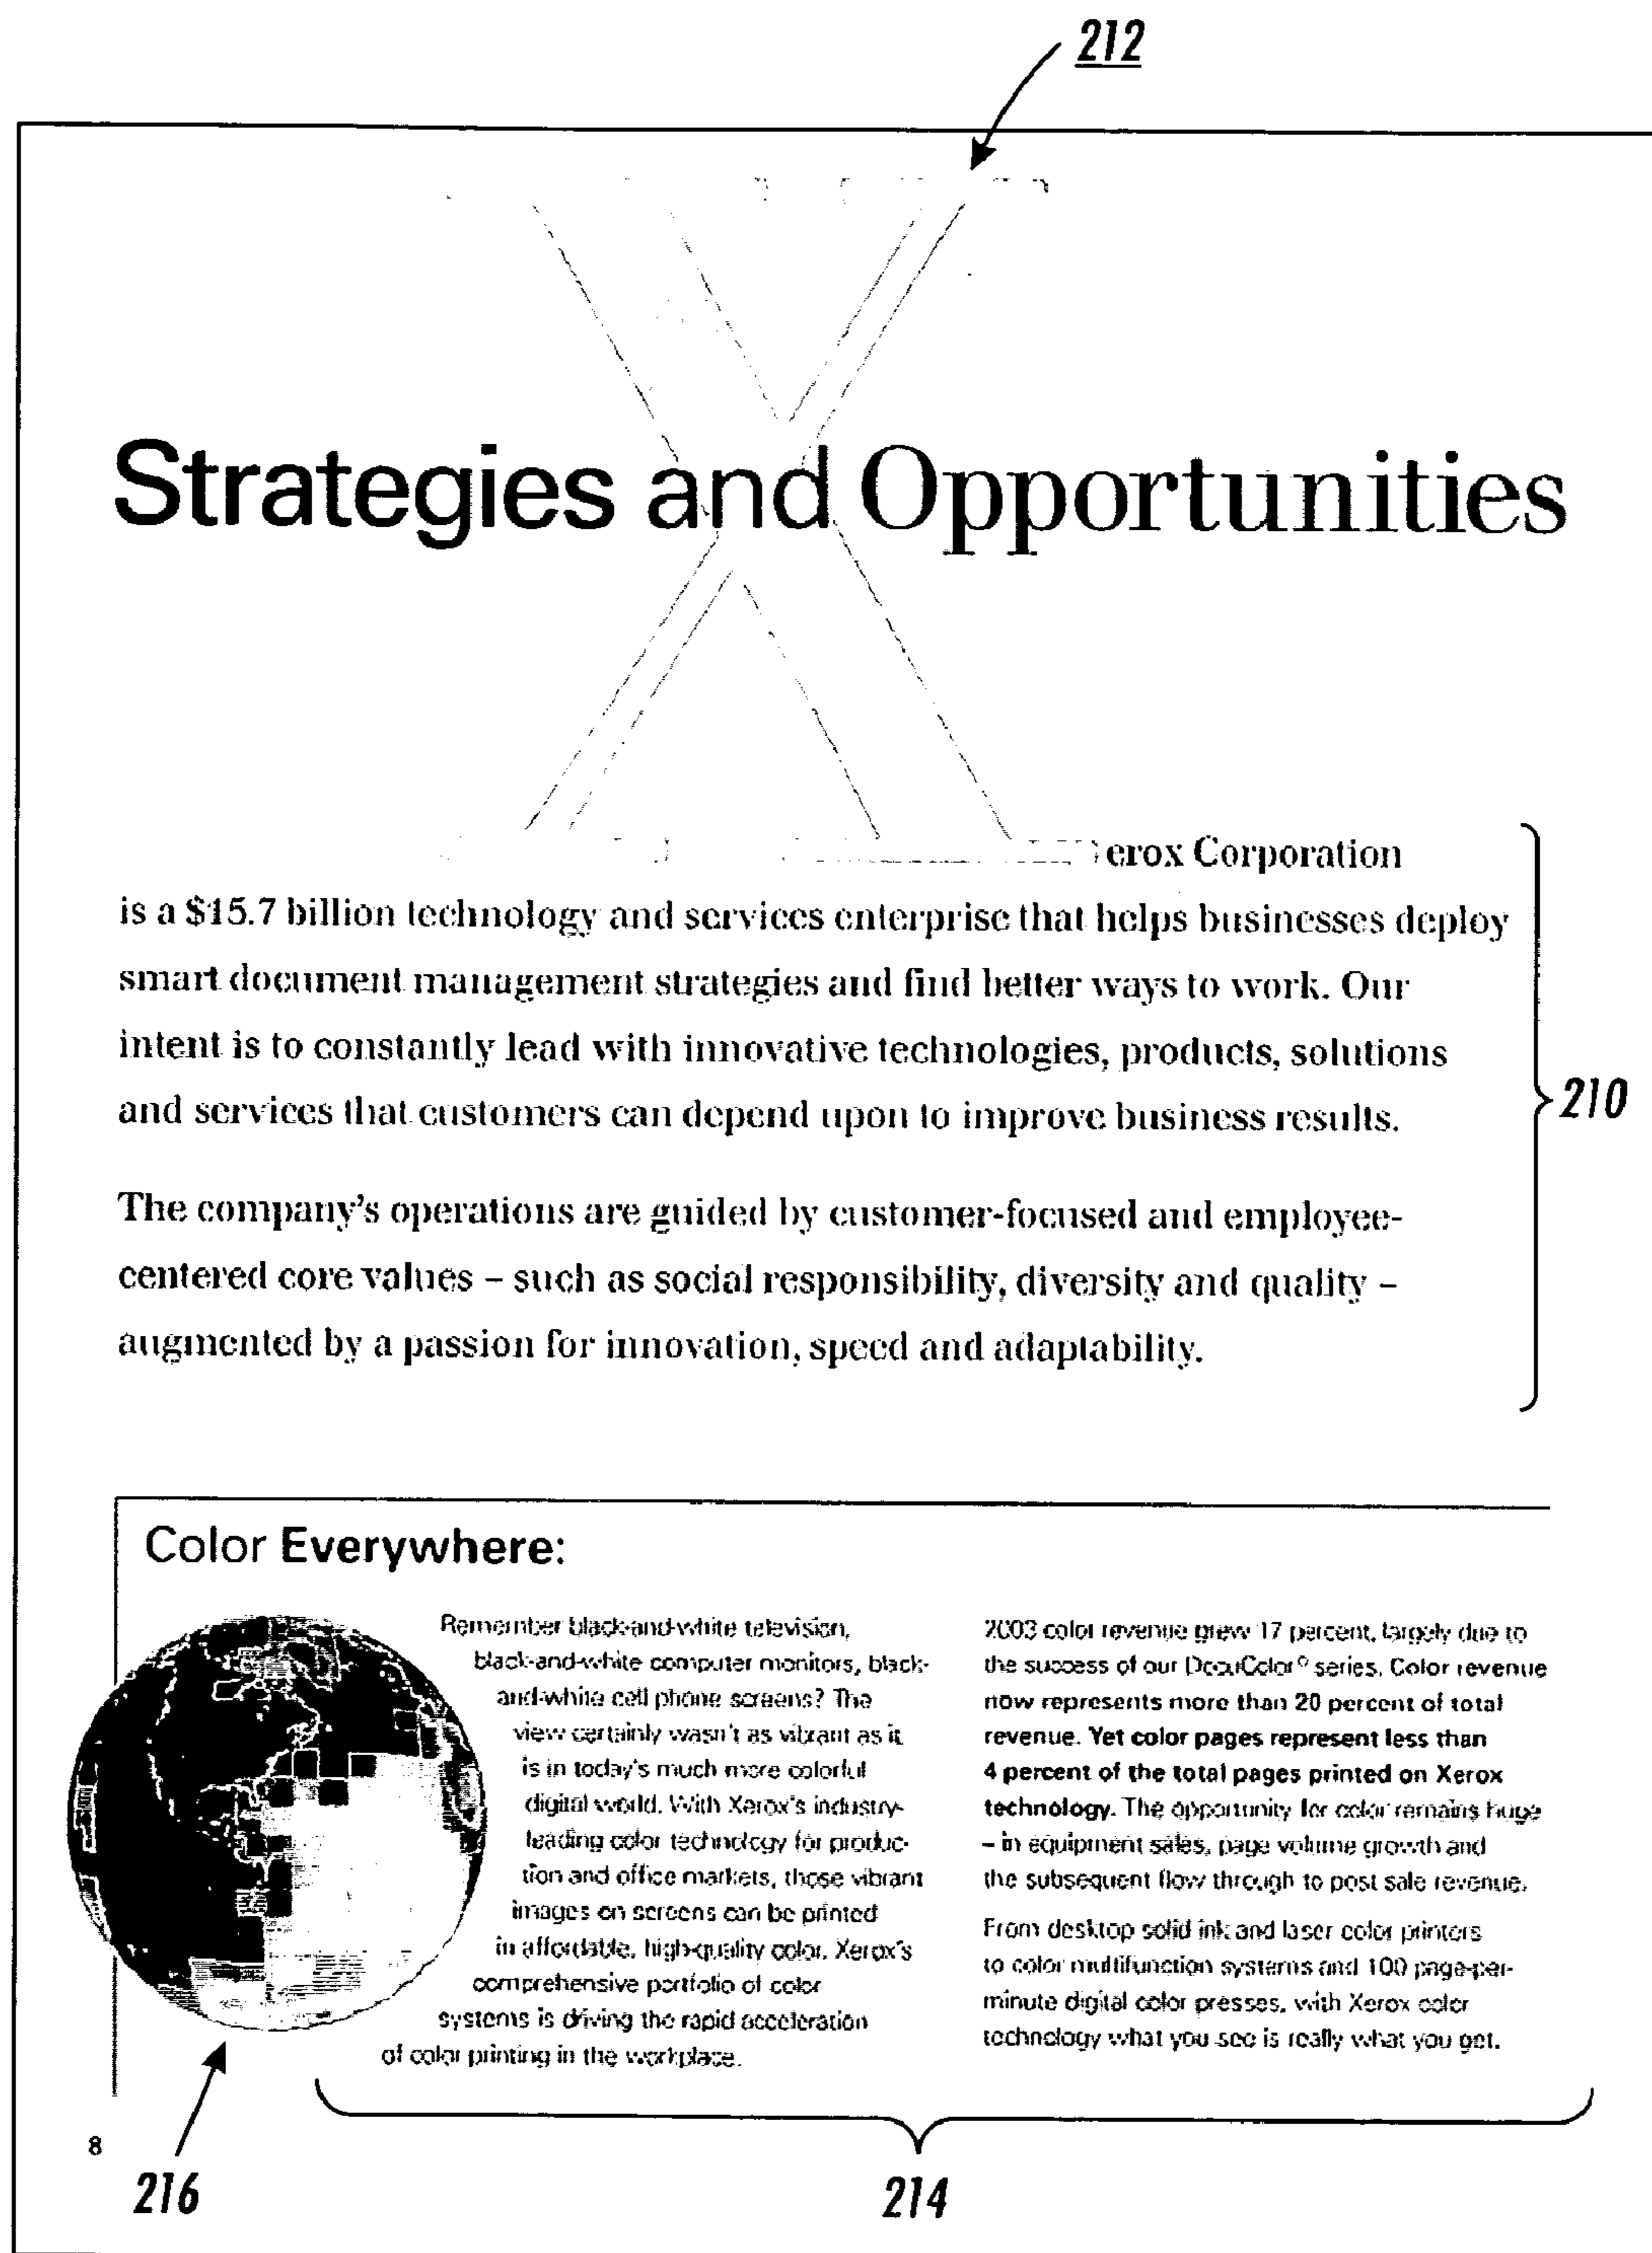 212
X
Strategies and Opportunities
erox Corporation
is a $15.7 billion technology and services enterprise that helps businesses deploy
smart document management strategies and find better ways to work. Our
intent is to constantly lead with innovative technologies, products, solutions
and services that customers can depend upon to improve business results.
210
The company's operations are guided by customer-focused and employee-
centered core values – such as social responsibility, diversity and quality –
augmented by a passion for innovation, speed and adaptability.
Color Everywhere:
Remember black-and-white television,
black-and-white computer monitors, black-
and-white cell phone screens? The
view certainly wasn't as vibrant as it
is in today's much more colorful
digital world. With Xerox's industry-
leading color technology for produc-
tion and office markets, those vibrant
images on screens can be printed
in affordable, high-quality color. Xerox's
comprehensive portfolio of color
systems is driving the rapid acceleration
of color printing in the workplace.
2003 color revenue grew 17 percent, largely due to
the success of our DocuColor® series. Color revenue
now represents more than 20 percent of total
revenue. Yet color pages represent less than
4 percent of the total pages printed on Xerox
technology. The opportunity for color remains huge
– in equipment sales, page volume growth and
the subsequent flow through to post sale revenue.
From desktop solid ink and laser color printers
to color multifunction systems and 100 page-per-
minute digital color presses, with Xerox color
technology what you see is really what you get.
8
216
214